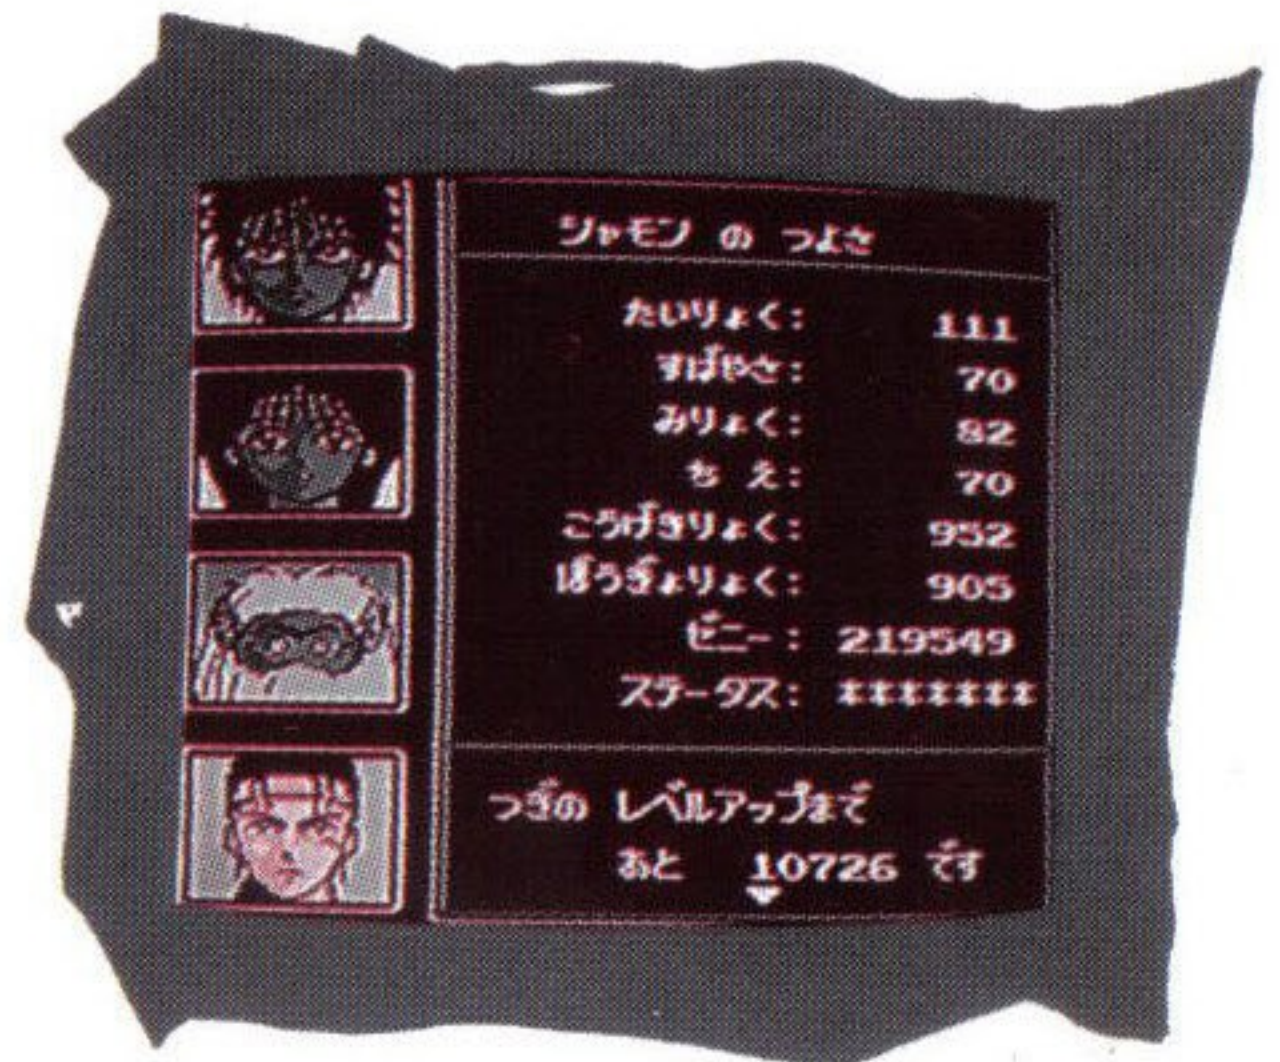 シャモン の つよさ
たいりょく: 111
すばやさ: 70
みりょく: 82
ちえ: 70
こうげきりょく: 952
ぼうぎょりょく: 905
ゼニー: 219549
ステータス: *******
つぎの レベルアップまで
あと 10726 です